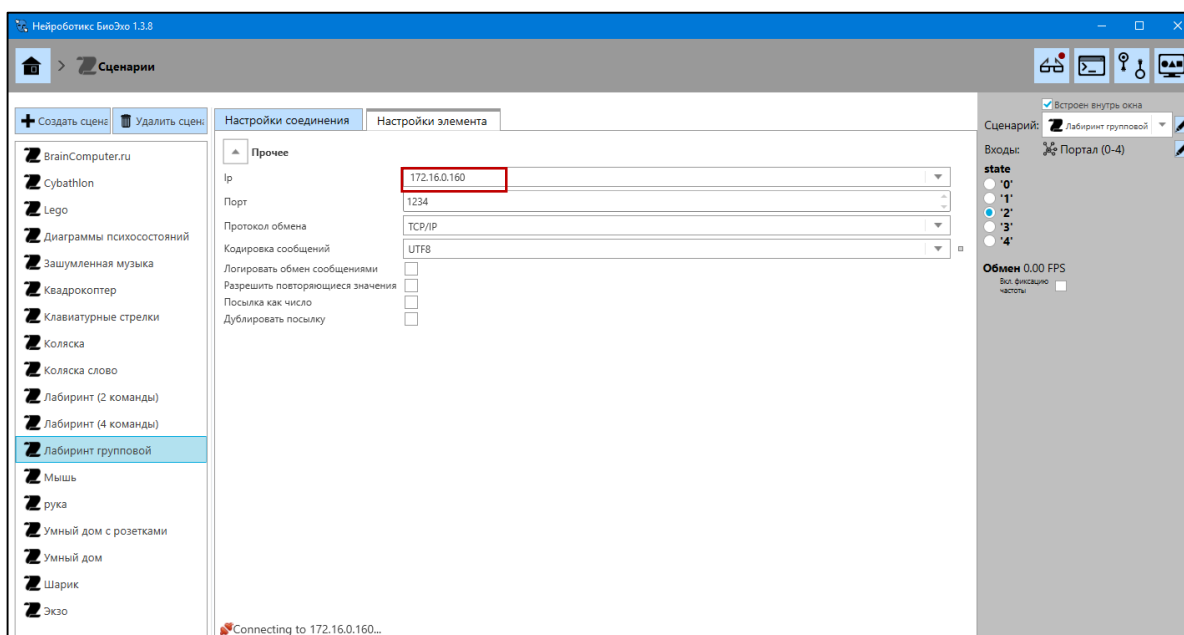 Нейроботикс БиоЭхо 1.3.8
> Сценарии
Создать сцена
Удалить сцена
BrainComputer.ru
Cybathlon
Lego
Диаграммы психосостояний
Зашумленная музыка
Квадрокоптер
Клавиатурные стрелки
Коляска
Коляска слово
Лабиринт (2 команды)
Лабиринт (4 команды)
Лабиринт групповой
Мышь
рука
Умный дом с розетками
Умный дом
Шарик
Экзо
Настройки соединения
Настройки элемента
Прочее
Ip 172.16.0.160
Порт 1234
Протокол обмена TCP/IP
Кодировка сообщений UTF8
Логировать обмен сообщениями
Разрешить повторяющиеся значения
Посылка как число
Дублировать посылку
Connecting to 172.16.0.160...
Встроен внутрь окна
Сценарий: Лабиринт групповой
Входы: Портал (0-4)
state
'0'
'1'
'2'
'3'
'4'
Обмен 0.00 FPS
Вкл. фиксацию
частоты